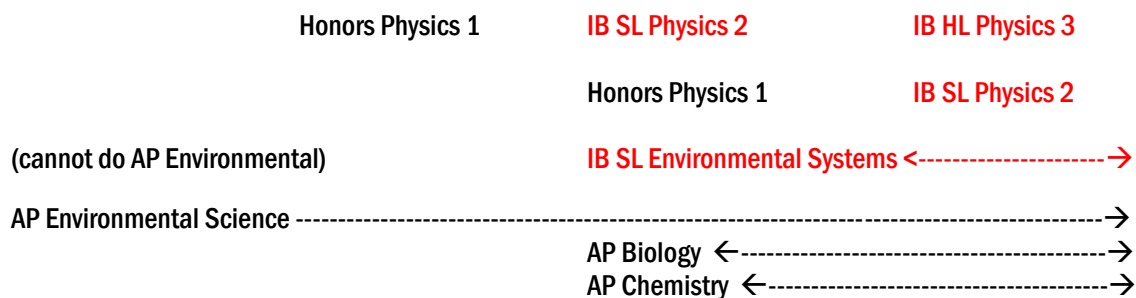 Honors Physics 1 IB SL Physics 2 IB HL Physics 3
Honors Physics 1 IB SL Physics 2
(cannot do AP Environmental) IB SL Environmental Systems <---------------------->
AP Environmental Science ------------------------------------------------------------------------------------------------→
AP Biology ←--------------------------------------------→
AP Chemistry ←----------------------------------------→